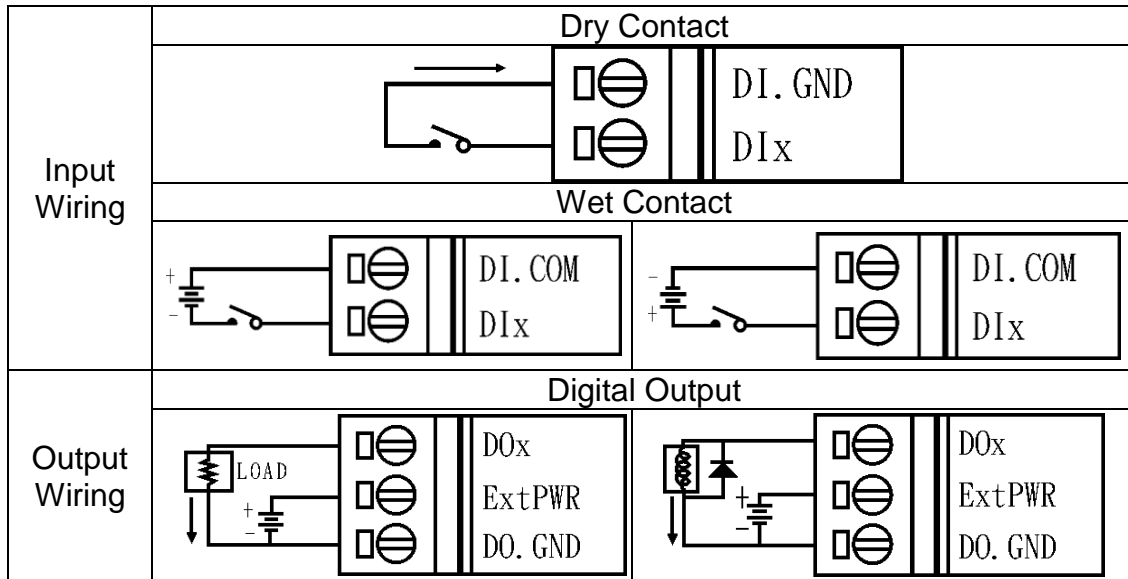 Input
Wiring
Dry Contact
DI.GND
DIx
Wet Contact
+
-
DI.COM
DIx
-
+
DI.COM
DIx
Output
Wiring
Digital Output
LOAD
+
-
DOx
ExtPWR
DO.GND
+
-
DOx
ExtPWR
DO.GND